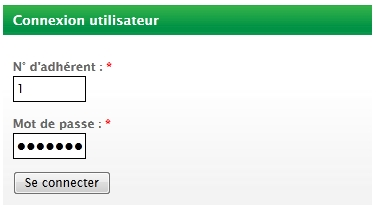 Connexion utilisateur
N° d'adhérent : *
1
Mot de passe : *
●●●●●●●
Se connecter